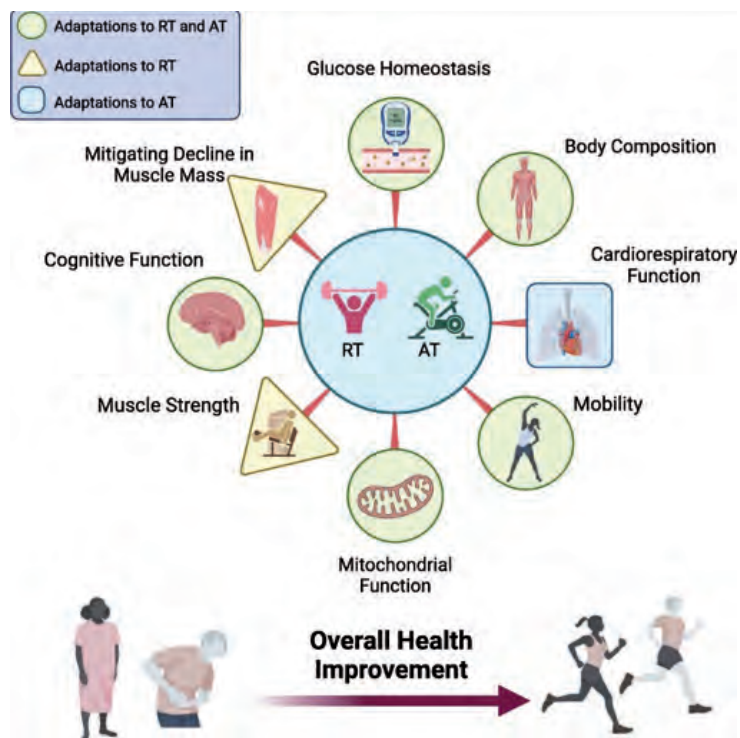 Adaptations to RT and AT
Adaptations to RT
Adaptations to AT
Glucose Homeostasis
Mitigating Decline in
Muscle Mass
Body Composition
Cognitive Function
Cardiorespiratory
Function
RT
AT
Muscle Strength
Mobility
Mitochondrial
Function
Overall Health
Improvement